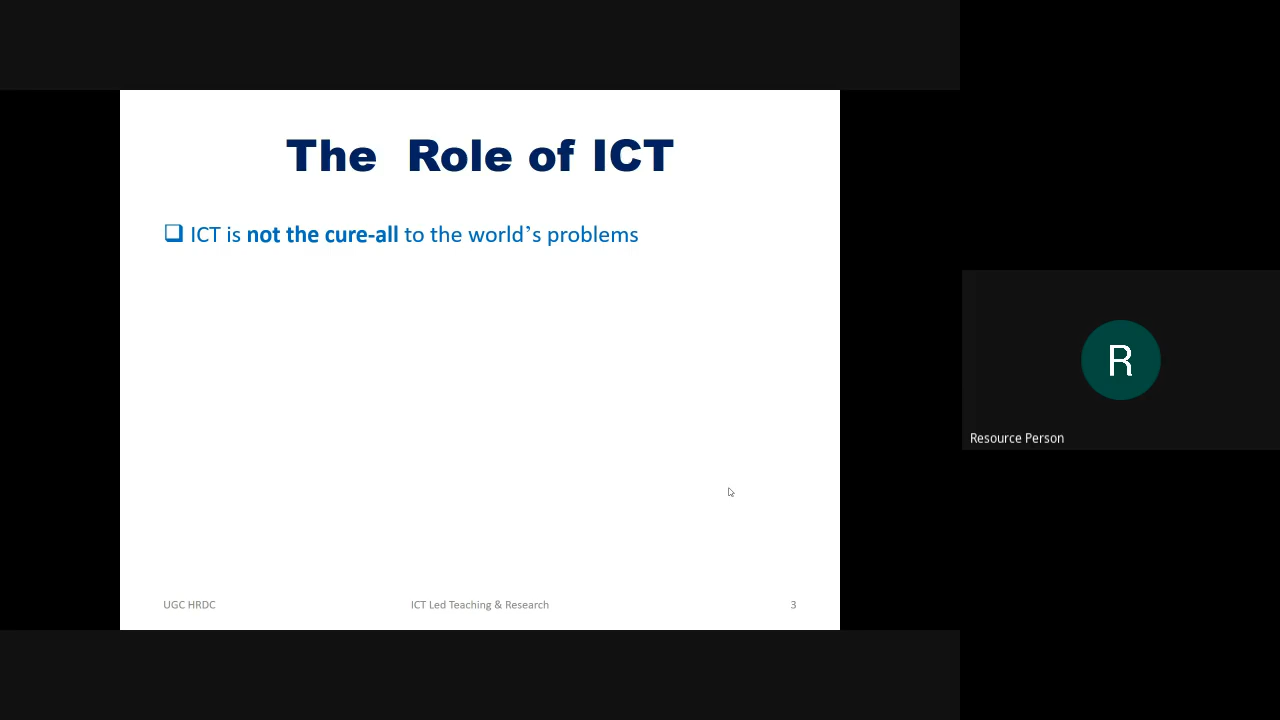 The Role of ICT
❑ ICT is not the cure-all to the world's problems
R
Resource Person
UGC HRDC
ICT Led Teaching & Research
3